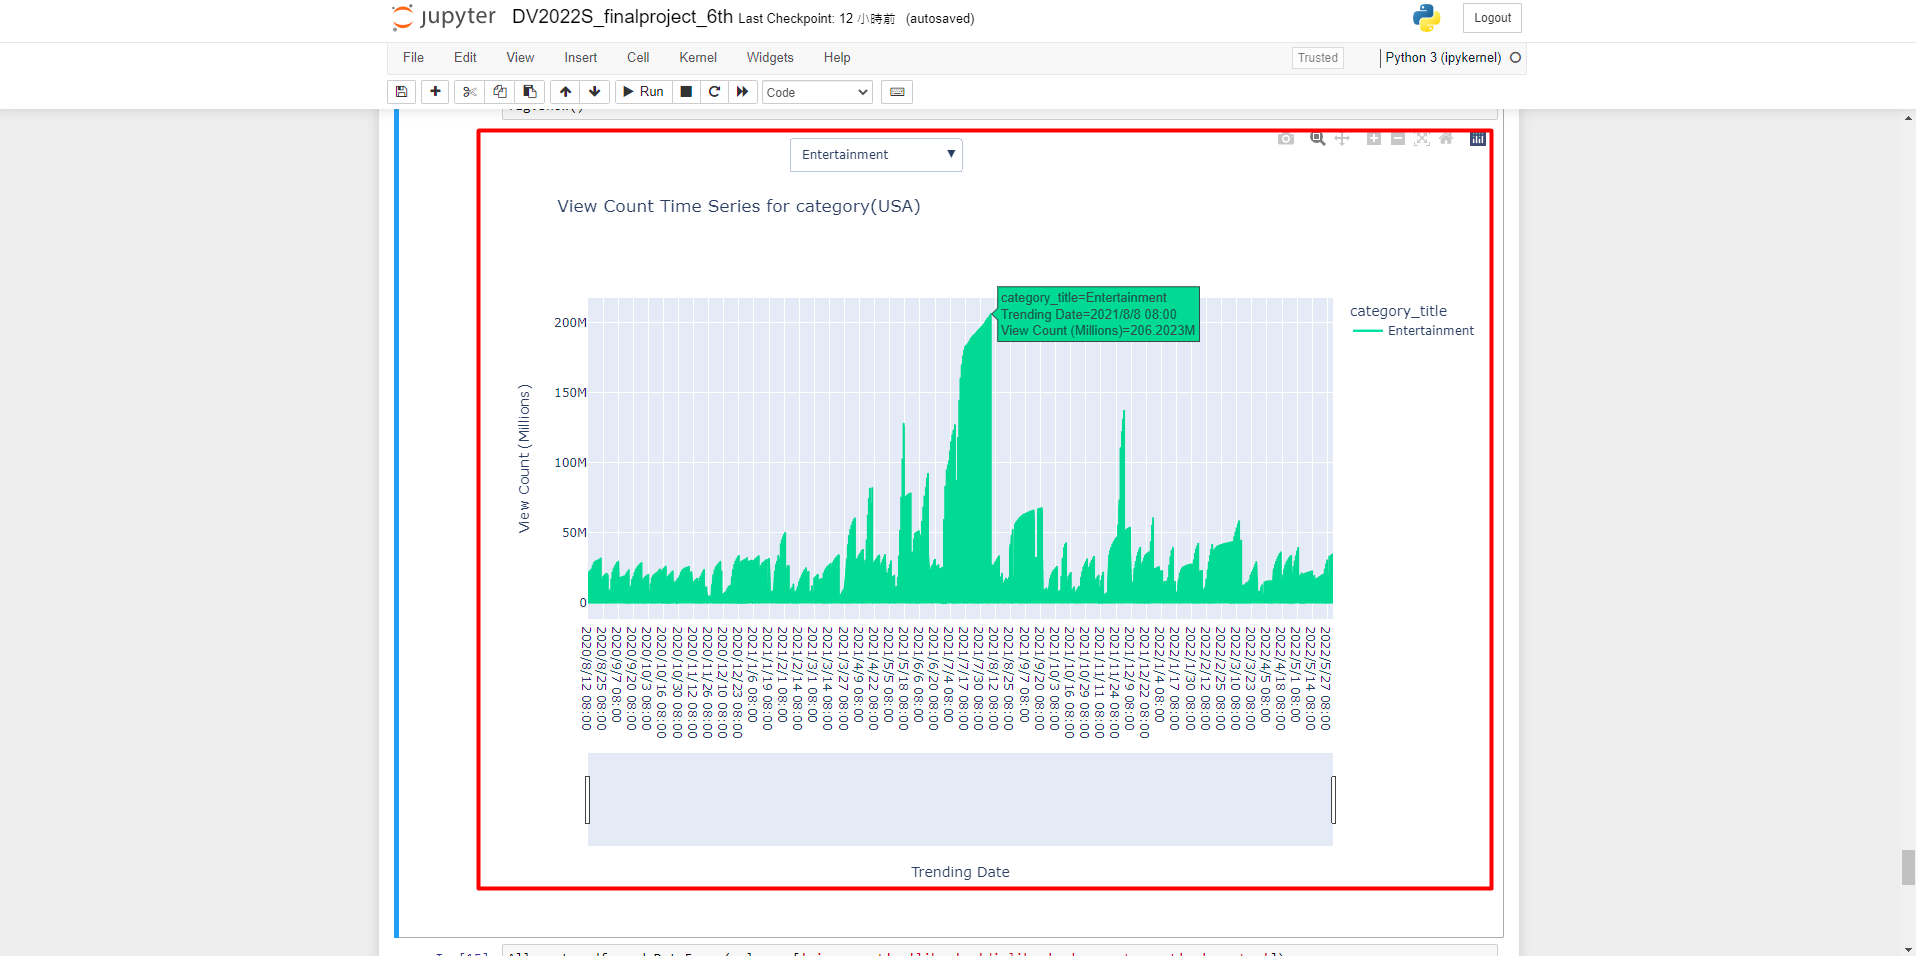 jupyter DV2022S_finalproject_6th Last Checkpoint: 12 小時前 (autosaved)
Logout
File Edit View Insert Cell Kernel Widgets Help
Trusted
Python 3 (ipykernel)
Run
Code
Entertainment
View Count Time Series for category(USA)
category_title=Entertainment
Trending Date=2021/8/8 08:00
View Count (Millions)=206.2023M
category_title
Entertainment
View Count (Millions)
200M
150M
100M
50M
0
2020/8/12 08:00
2020/8/25 08:00
2020/9/7 08:00
2020/9/20 08:00
2020/10/3 08:00
2020/10/16 08:00
2020/10/30 08:00
2020/11/12 08:00
2020/11/26 08:00
2020/12/10 08:00
2020/12/23 08:00
2021/1/6 08:00
2021/1/19 08:00
2021/2/1 08:00
2021/2/14 08:00
2021/3/1 08:00
2021/3/14 08:00
2021/3/27 08:00
2021/4/9 08:00
2021/4/22 08:00
2021/5/5 08:00
2021/5/18 08:00
2021/6/6 08:00
2021/6/20 08:00
2021/7/4 08:00
2021/7/17 08:00
2021/7/30 08:00
2021/8/12 08:00
2021/8/25 08:00
2021/9/7 08:00
2021/9/20 08:00
2021/10/3 08:00
2021/10/16 08:00
2021/10/29 08:00
2021/11/11 08:00
2021/11/24 08:00
2021/12/9 08:00
2021/12/22 08:00
2022/1/4 08:00
2022/1/17 08:00
2022/1/30 08:00
2022/2/12 08:00
2022/2/25 08:00
2022/3/10 08:00
2022/3/23 08:00
2022/4/5 08:00
2022/4/18 08:00
2022/5/1 08:00
2022/5/14 08:00
2022/5/27 08:00
Trending Date